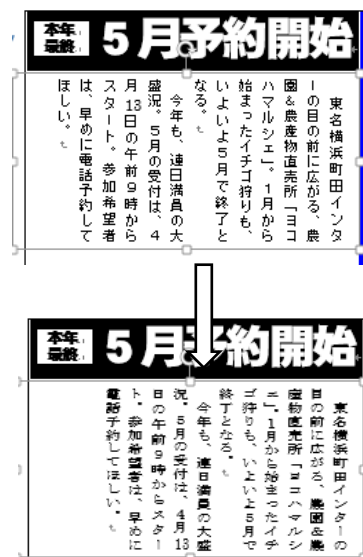 本年
最終
5月予約開始
東名横浜町田インタ
ーの目の前に広がる、農
園&農産物直売所「ヨコ
ハマルシェ」。1月から
始まったイチゴ狩りも、
いよいよ5月で終了と
なる。
今年も、連日満員の大
盛況。5月の受付は、4
月13日の午前9時から
スタート。参加希望者
は、早めに電話予約して
ほしい。
本年
最終
5月予約開始
東名横浜町田インターの
目の前に広がる、農園&農
産物直売所「ヨコハマルシ
ェ」。1月から始まったイチ
ゴ狩りも、いよいよ5月で
終了となる。
今年も、連日満員の大盛
況。5月の受付は、4月13
日の午前9時からスター
ト。参加希望者は、早めに
電話予約してほしい。